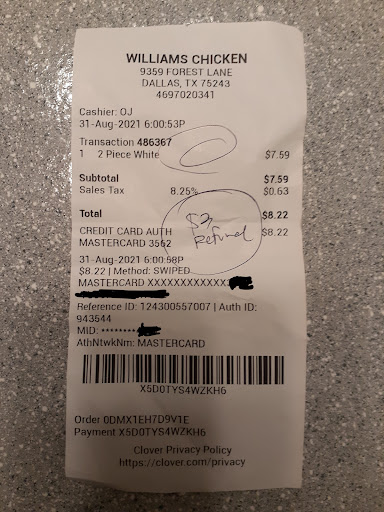 WILLIAMS CHICKEN
9359 FOREST LANE
DALLAS, TX 75243
4697020341
Cashier: OJ
31-Aug-2021 6:00:53P
Transaction 486367
1 2 Piece White $7.59
Subtotal $7.59
Sales Tax 8.25% $0.63
Total $8.22
CREDIT CARD AUTH $8.22
MASTERCARD 3562
$3
Refund
31-Aug-2021 6:00:58P
$8.22 | Method: SWIPED
MASTERCARD XXXXXXXXXXXX
Reference ID: 124300557007 | Auth ID:
943544
MID: ********
AthNtwkNm: MASTERCARD
X5D0TYS4WZKH6
Order 0DMX1EH7D9V1E
Payment X5D0TYS4WZKH6
Clover Privacy Policy
https://clover.com/privacy